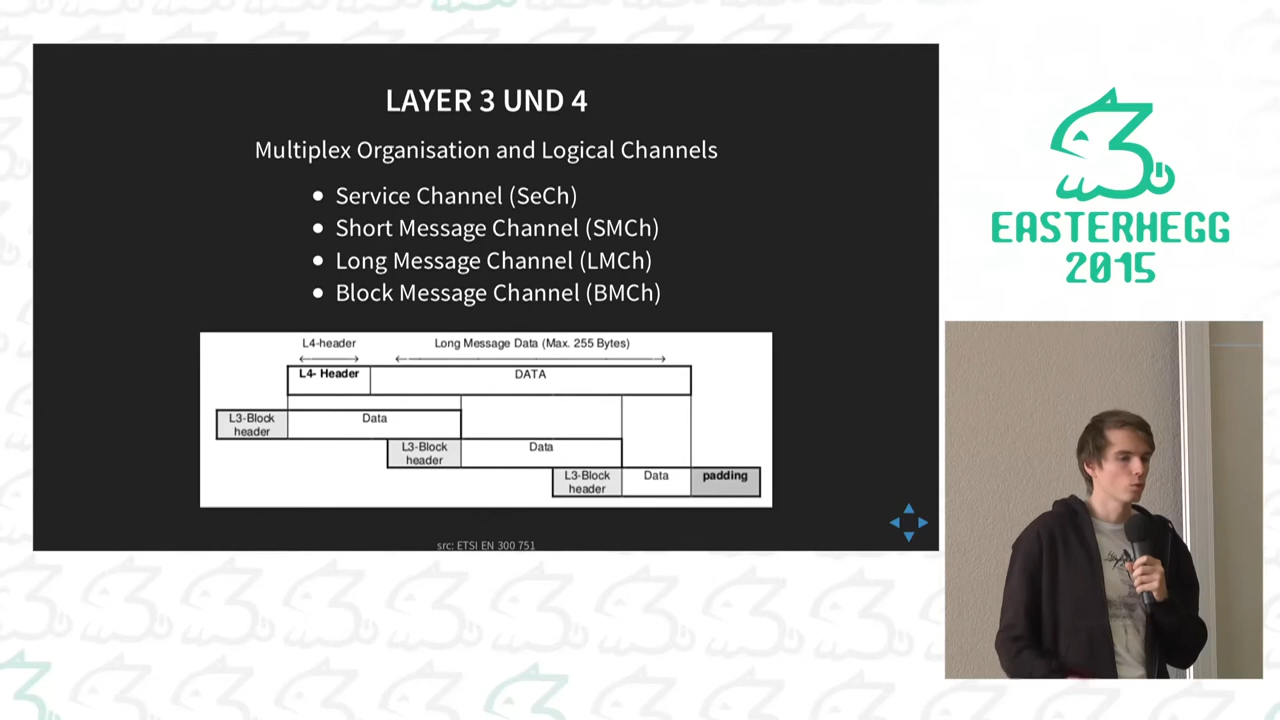 LAYER 3 UND 4
Multiplex Organisation and Logical Channels
Service Channel (SeCh)
Short Message Channel (SMCh)
Long Message Channel (LMCh)
Block Message Channel (BMCh)
L4-header
Long Message Data (Max. 255 Bytes)
L4- Header
DATA
L3-Block
header
Data
L3-Block
header
Data
L3-Block
header
Data
padding
src: ETSI EN 300 751
EASTERHEGG
2015